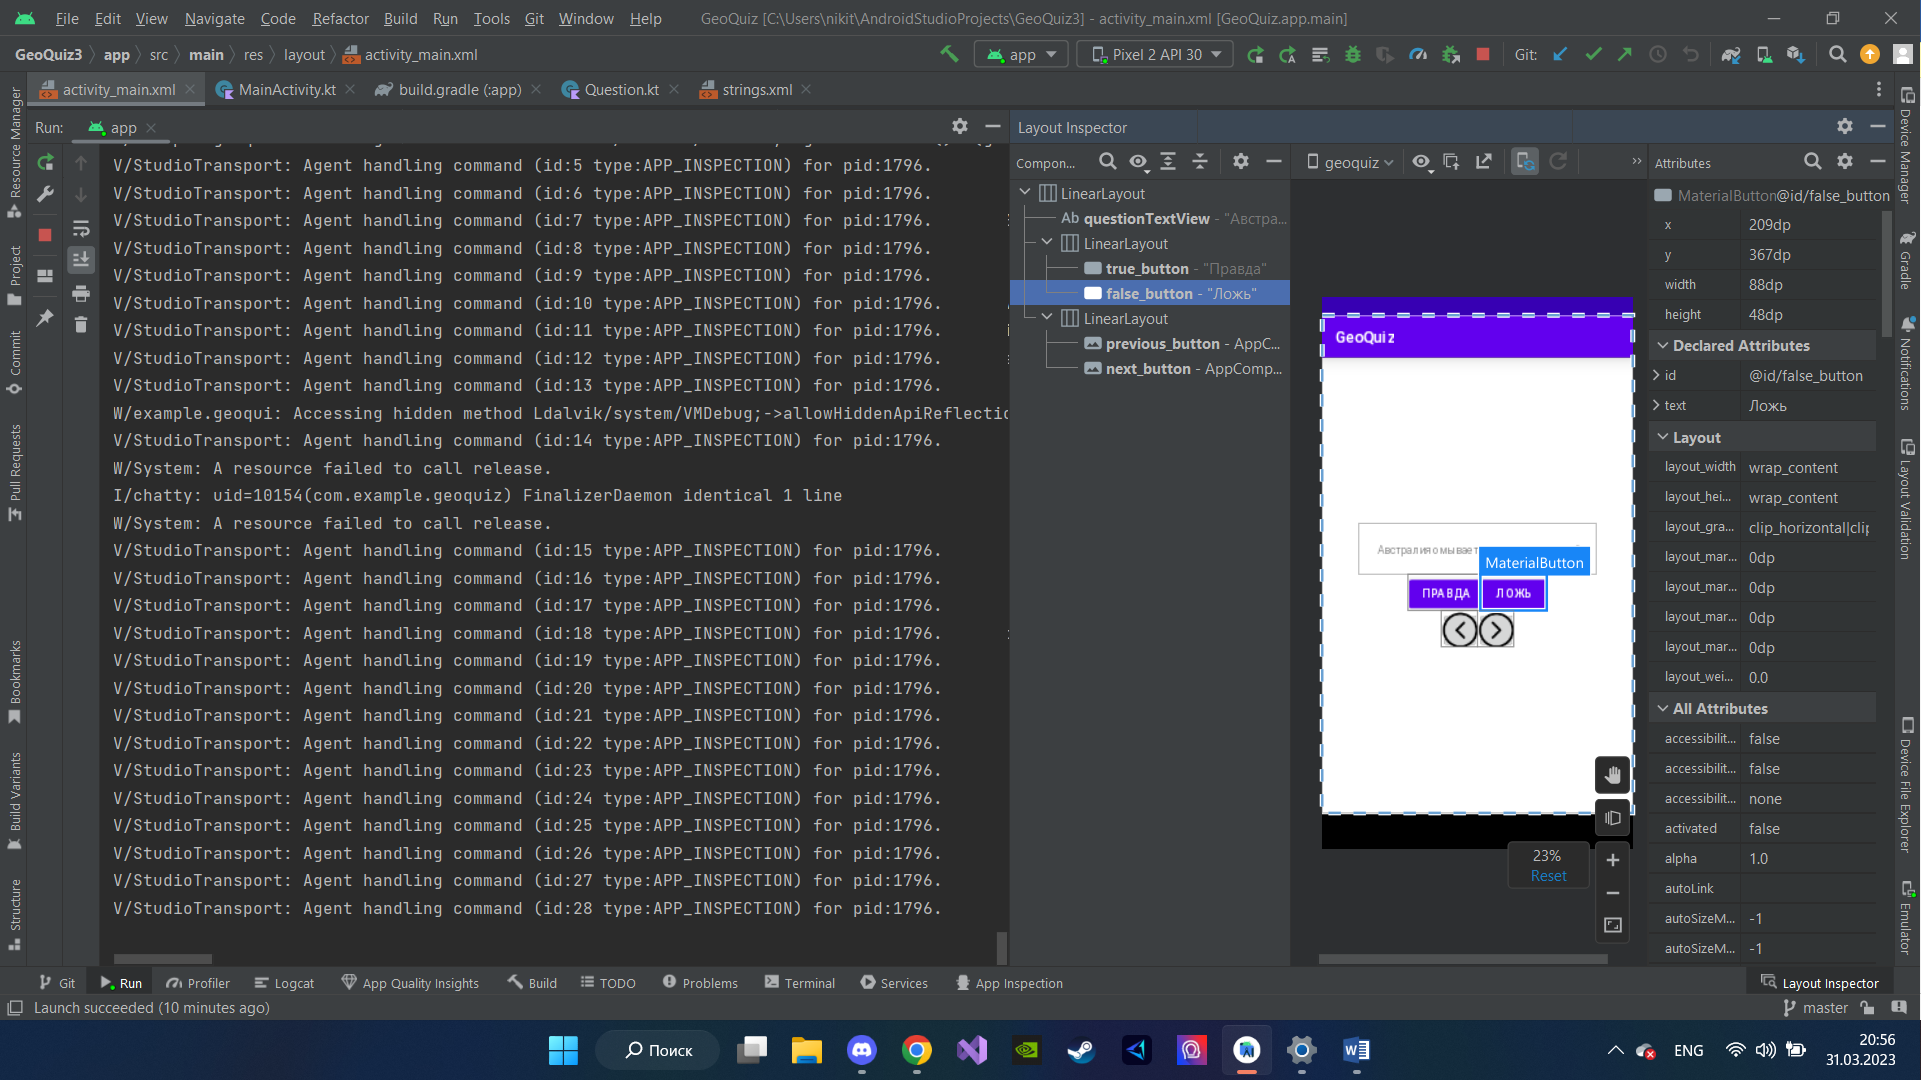 File Edit View Navigate Code Refactor Build Run Tools Git Window Help GeoQuiz [C:\Users\nikit\AndroidStudioProjects\GeoQuiz3] - activity_main.xml [GeoQuiz.app.main]
GeoQuiz3 app src main res layout activity_main.xml app Pixel 2 API 30 Git:
activity_main.xml MainActivity.kt build.gradle (:app) Question.kt strings.xml
Run: app
V/StudioTransport: Agent handling command (id:5 type:APP_INSPECTION) for pid:1796.
V/StudioTransport: Agent handling command (id:6 type:APP_INSPECTION) for pid:1796.
V/StudioTransport: Agent handling command (id:7 type:APP_INSPECTION) for pid:1796.
V/StudioTransport: Agent handling command (id:8 type:APP_INSPECTION) for pid:1796.
V/StudioTransport: Agent handling command (id:9 type:APP_INSPECTION) for pid:1796.
V/StudioTransport: Agent handling command (id:10 type:APP_INSPECTION) for pid:1796.
V/StudioTransport: Agent handling command (id:11 type:APP_INSPECTION) for pid:1796.
V/StudioTransport: Agent handling command (id:12 type:APP_INSPECTION) for pid:1796.
V/StudioTransport: Agent handling command (id:13 type:APP_INSPECTION) for pid:1796.
W/example.geoqui: Accessing hidden method Ldalvik/system/VMDebug;->allowHiddenApiReflectio
V/StudioTransport: Agent handling command (id:14 type:APP_INSPECTION) for pid:1796.
W/System: A resource failed to call release.
I/chatty: uid=10154(com.example.geoquiz) FinalizerDaemon identical 1 line
W/System: A resource failed to call release.
V/StudioTransport: Agent handling command (id:15 type:APP_INSPECTION) for pid:1796.
V/StudioTransport: Agent handling command (id:16 type:APP_INSPECTION) for pid:1796.
V/StudioTransport: Agent handling command (id:17 type:APP_INSPECTION) for pid:1796.
V/StudioTransport: Agent handling command (id:18 type:APP_INSPECTION) for pid:1796.
V/StudioTransport: Agent handling command (id:19 type:APP_INSPECTION) for pid:1796.
V/StudioTransport: Agent handling command (id:20 type:APP_INSPECTION) for pid:1796.
V/StudioTransport: Agent handling command (id:21 type:APP_INSPECTION) for pid:1796.
V/StudioTransport: Agent handling command (id:22 type:APP_INSPECTION) for pid:1796.
V/StudioTransport: Agent handling command (id:23 type:APP_INSPECTION) for pid:1796.
V/StudioTransport: Agent handling command (id:24 type:APP_INSPECTION) for pid:1796.
V/StudioTransport: Agent handling command (id:25 type:APP_INSPECTION) for pid:1796.
V/StudioTransport: Agent handling command (id:26 type:APP_INSPECTION) for pid:1796.
V/StudioTransport: Agent handling command (id:27 type:APP_INSPECTION) for pid:1796.
V/StudioTransport: Agent handling command (id:28 type:APP_INSPECTION) for pid:1796.
Layout Inspector
Compon... geoquiz
LinearLayout
Ab questionTextView - "Австра...
LinearLayout
true_button - "Правда"
false_button - "Ложь"
LinearLayout
previous_button - AppC...
next_button - AppComp...
GeoQuiz
Австралия омывает
MaterialButton
ПРАВДА ЛОЖЬ
23%
Reset
Attributes
MaterialButton@id/false_button
x 209dp
y 367dp
width 88dp
height 48dp
Declared Attributes
id @id/false_button
text Ложь
Layout
layout_width wrap_content
layout_hei... wrap_content
layout_gra... clip_horizontal|clip
layout_mar... 0dp
layout_mar... 0dp
layout_mar... 0dp
layout_mar... 0dp
layout_wei... 0.0
All Attributes
accessibilit... false
accessibilit... false
accessibilit... none
activated false
alpha 1.0
autoLink
autoSizeM... -1
autoSizeM... -1
Resource Manager
Project
Commit
Pull Requests
Bookmarks
Build Variants
Structure
Device Manager
Gradle
Notifications
Layout Validation
Device File Explorer
Emulator
Git Run Profiler Logcat App Quality Insights Build TODO Problems Terminal Services App Inspection Layout Inspector
Launch succeeded (10 minutes ago) master
Поиск ENG 20:56
31.03.2023